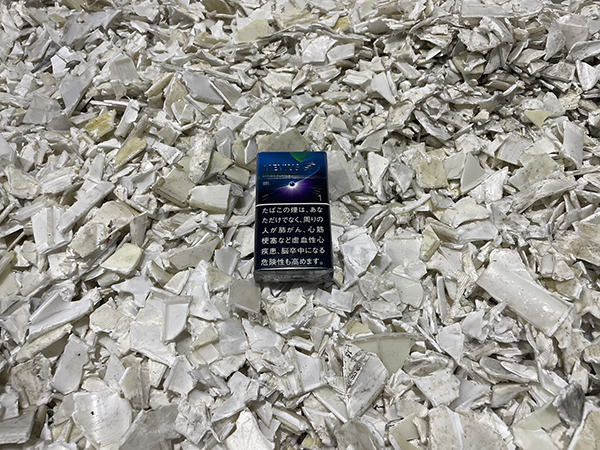 MEVIUS
たばこの煙は、あな
ただけでなく、周りの
人が肺がん、心筋
梗塞など虚血性心
疾患、脳卒中になる
危険性も高めます。